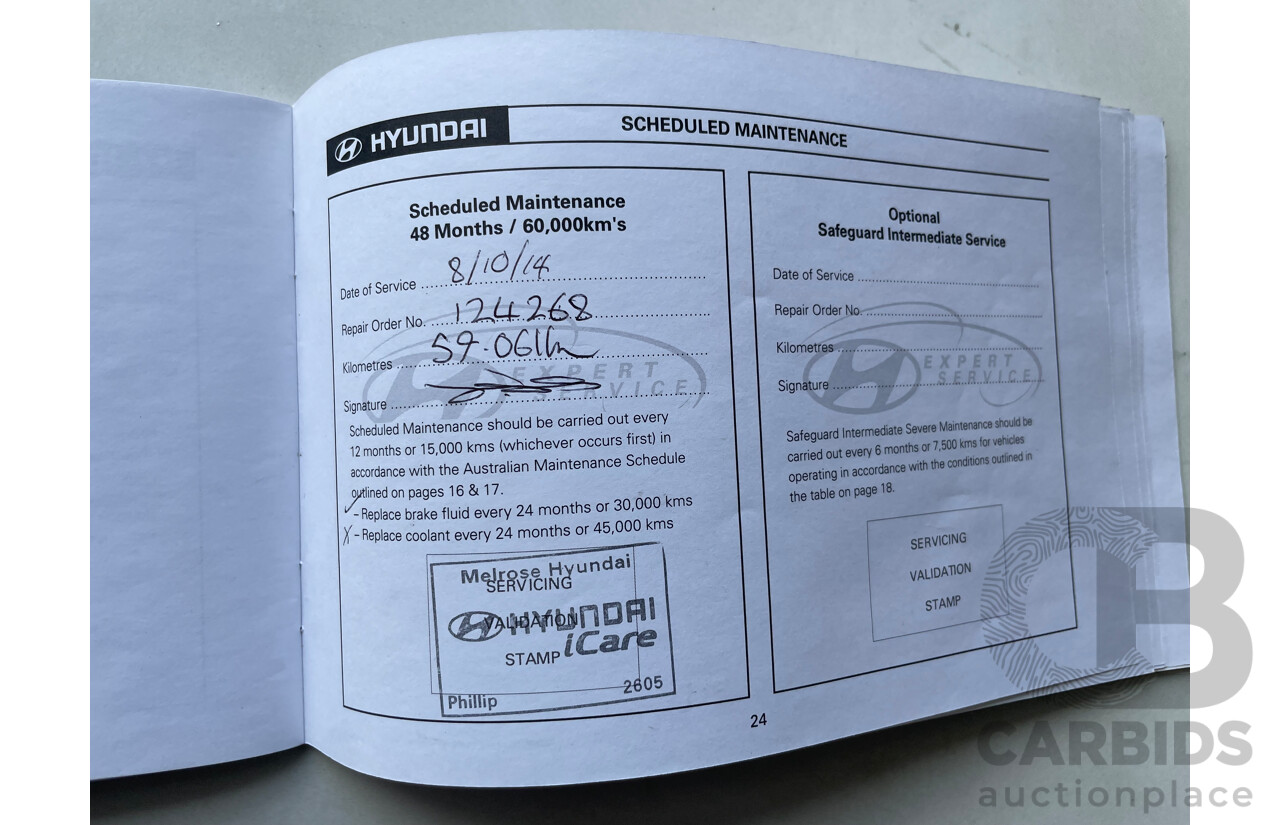 HYUNDAI
SCHEDULED MAINTENANCE
Scheduled Maintenance
48 Months / 60,000km's
Date of Service 8/10/14
Repair Order No. 124268
Kilometres 59.061km
Signature
Scheduled Maintenance should be carried out every
12 months or 15,000 kms (whichever occurs first) in
accordance with the Australian Maintenance Schedule
outlined on pages 16 & 17.
✓ – Replace brake fluid every 24 months or 30,000 kms
X – Replace coolant every 24 months or 45,000 kms
EXPERT
SERVICE
Melrose Hyundai
SERVICING
HYUNDAI
VALIDATION
iCare
STAMP
2605
Phillip
Optional
Safeguard Intermediate Service
Date of Service
Repair Order No.
Kilometres
Signature
EXPERT
SERVICE
Safeguard Intermediate Severe Maintenance should be
carried out every 6 months or 7,500 kms for vehicles
operating in accordance with the conditions outlined in
the table on page 18.
SERVICING
VALIDATION
STAMP
24
CB
CARBIDS
auctionplace